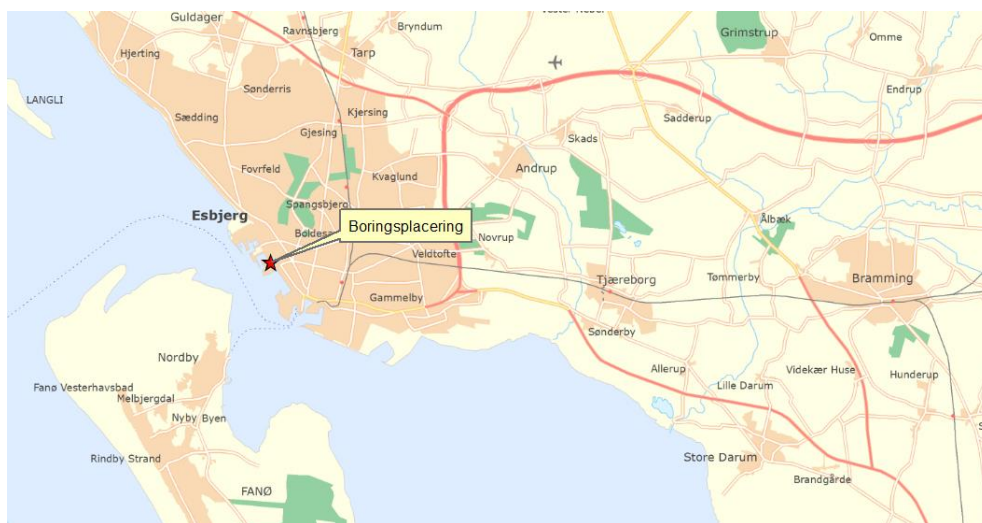 Guldager
Bryndum
Grimstrup
Omme
Ravnsbjerg
Hjerting
Tarp
Endrup
Sønderris
LANGLI
Kjersing
Sædding
Sadderup
Gjesing
Skads
Fovrfeld
Kvaglund
Andrup
Spangsbjerg
Esbjerg
Boringsplacering
Ålbæk
Novrup
Veldtofte
Tjæreborg
Tømmerby
Bramming
Gammelby
Sønderby
Nordby
Allerup
Videkær Huse
Hunderup
Fanø Vesterhavsbad
Lille Darum
Melbjergdal
Nyby Byen
Rindby Strand
Store Darum
Brandgårde
FANØ